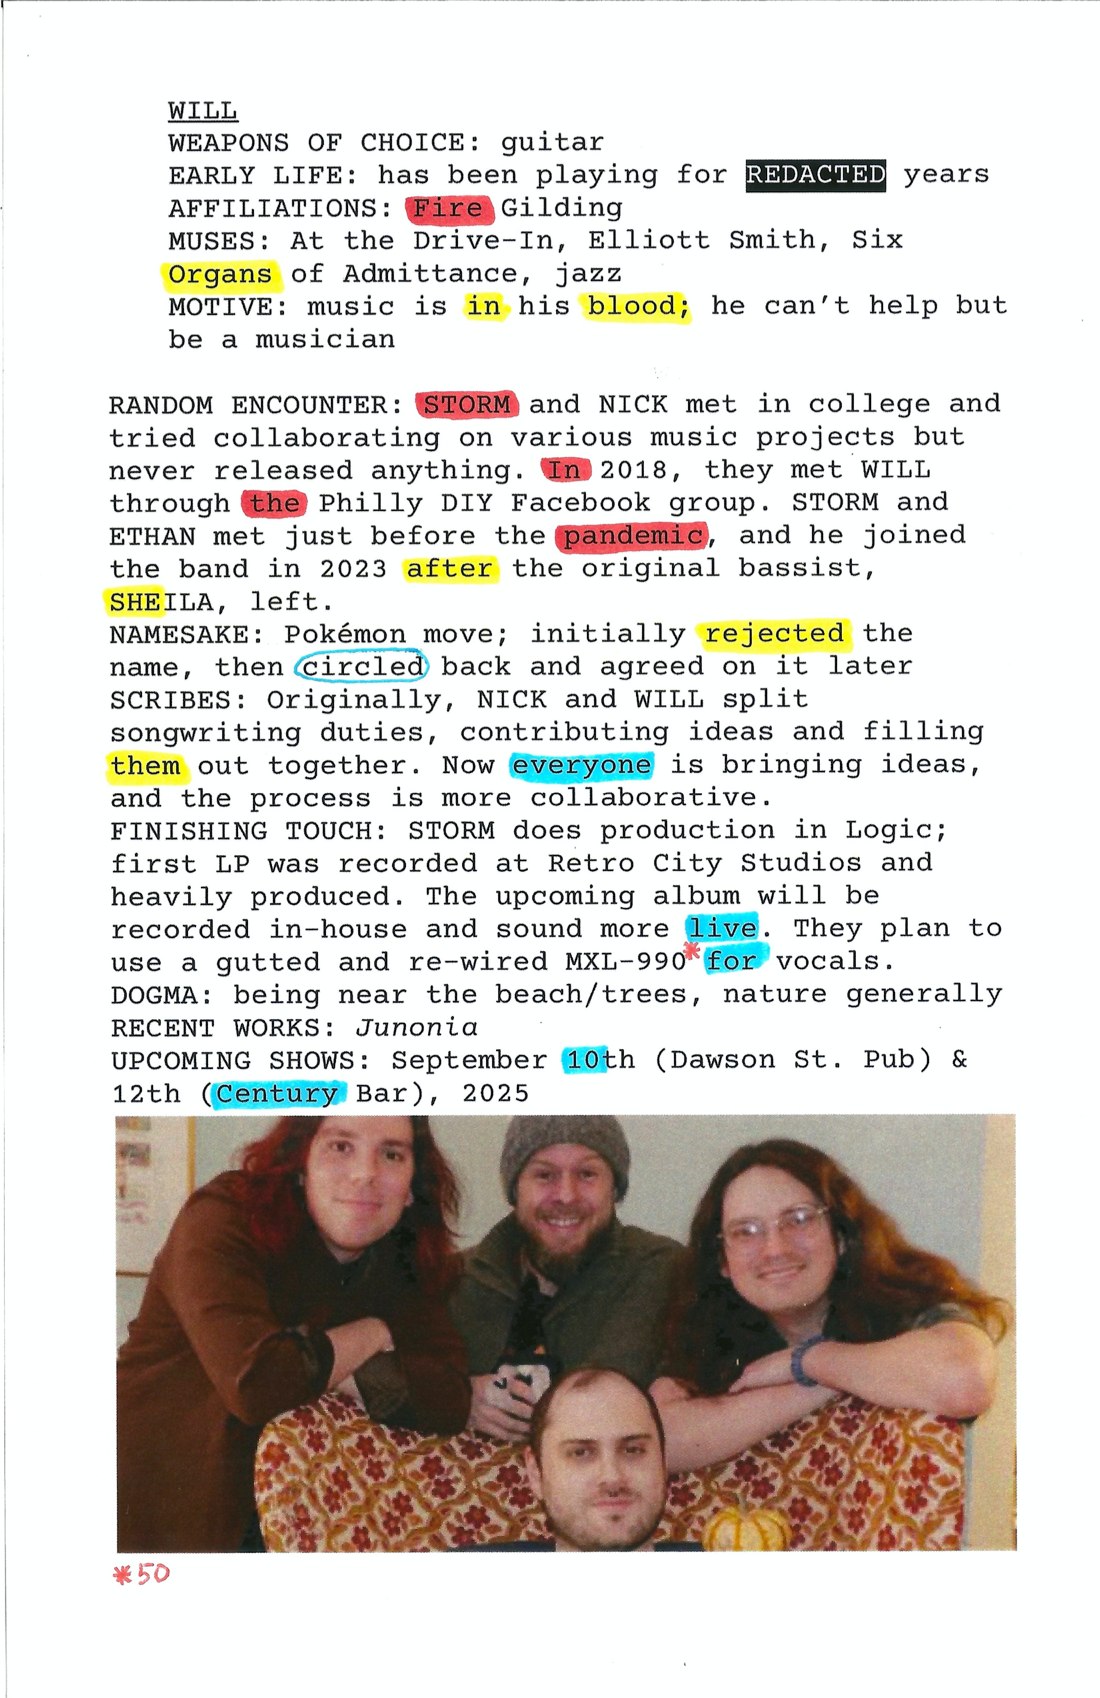 WILL
WEAPONS OF CHOICE: guitar
EARLY LIFE: has been playing for REDACTED years
AFFILIATIONS: Fire Gilding
MUSES: At the Drive-In, Elliott Smith, Six
Organs of Admittance, jazz
MOTIVE: music is in his blood; he can't help but
be a musician
RANDOM ENCOUNTER: STORM and NICK met in college and
tried collaborating on various music projects but
never released anything. In 2018, they met WILL
through the Philly DIY Facebook group. STORM and
ETHAN met just before the pandemic, and he joined
the band in 2023 after the original bassist,
SHEILA, left.
NAMESAKE: Pokémon move; initially rejected the
name, then circled back and agreed on it later
SCRIBES: Originally, NICK and WILL split
songwriting duties, contributing ideas and filling
them out together. Now everyone is bringing ideas,
and the process is more collaborative.
FINISHING TOUCH: STORM does production in Logic;
first LP was recorded at Retro City Studios and
heavily produced. The upcoming album will be
recorded in-house and sound more live. They plan to
use a gutted and re-wired MXL-990* for vocals.
DOGMA: being near the beach/trees, nature generally
RECENT WORKS: Junonia
UPCOMING SHOWS: September 10th (Dawson St. Pub) &
12th (Century Bar), 2025
*50